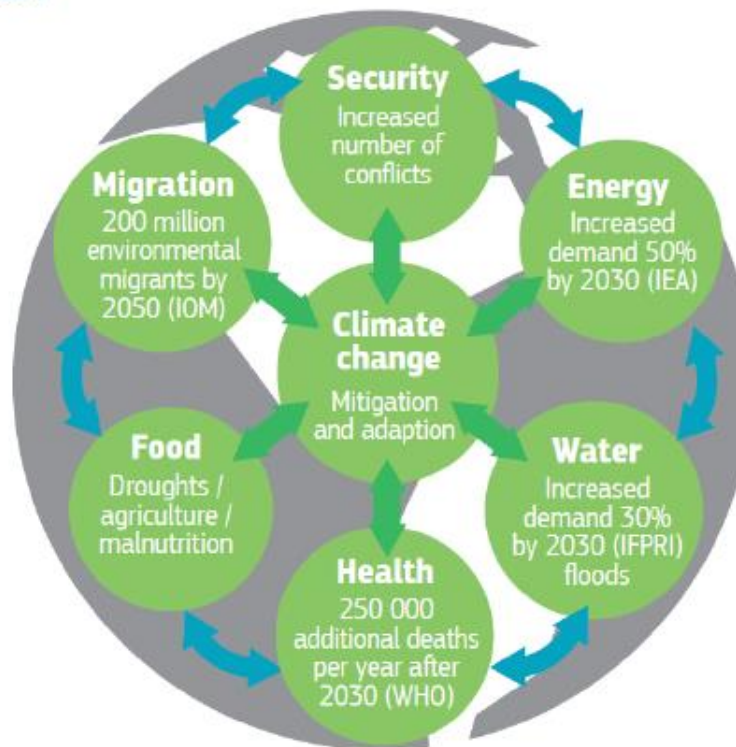 Security
Increased
number of
conflicts
Migration
200 million
environmental
migrants by
2050 (IOM)
Energy
Increased
demand 50%
by 2030 (IEA)
Climate
change
Mitigation
and adaption
Food
Droughts /
agriculture /
malnutrition
Water
Increased
demand 30%
by 2030 (IFPRI)
floods
Health
250 000
additional deaths
per year after
2030 (WHO)